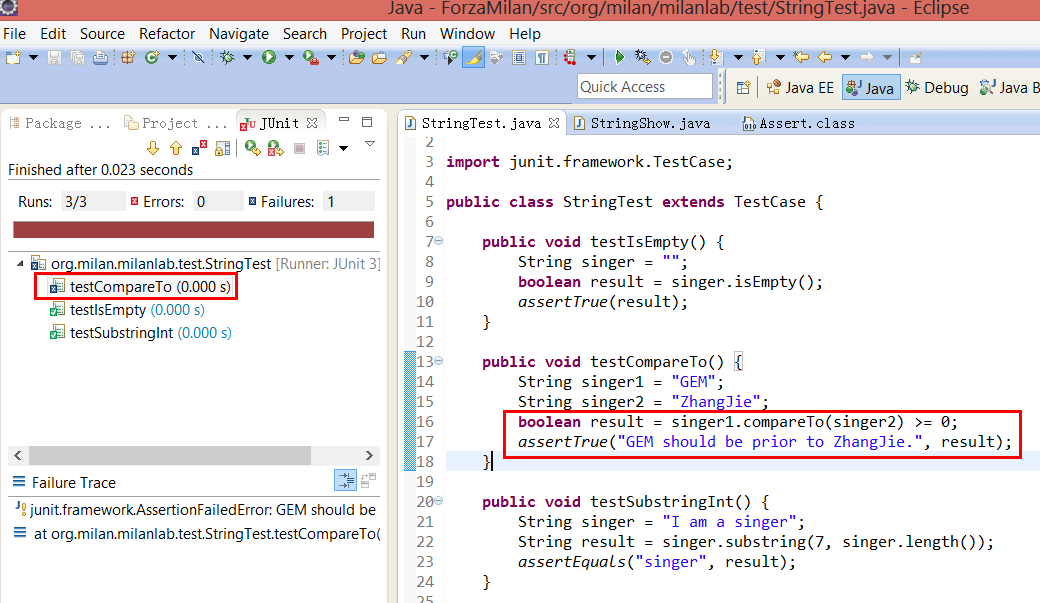 Java - ForzaMilan/src/org/milan/milanlab/test/StringTest.java - Eclipse
File Edit Source Refactor Navigate Search Project Run Window Help
Quick Access
Java EE
Java
Debug
Java B
Package ...
Project ...
JUnit
Finished after 0.023 seconds
Runs: 3/3
Errors: 0
Failures: 1
org.milan.milanlab.test.StringTest [Runner: JUnit 3]
testCompareTo (0.000 s)
testIsEmpty (0.000 s)
testSubstringInt (0.000 s)
Failure Trace
junit.framework.AssertionFailedError: GEM should be
at org.milan.milanlab.test.StringTest.testCompareTo(
StringTest.java
StringShow.java
Assert.class
2
3 import junit.framework.TestCase;
4
5 public class StringTest extends TestCase {
6
7 public void testIsEmpty() {
8 String singer = "";
9 boolean result = singer.isEmpty();
10 assertTrue(result);
11 }
12
13 public void testCompareTo() {
14 String singer1 = "GEM";
15 String singer2 = "ZhangJie";
16 boolean result = singer1.compareTo(singer2) >= 0;
17 assertTrue("GEM should be prior to ZhangJie.", result);
18 }
19
20 public void testSubstringInt() {
21 String singer = "I am a singer";
22 String result = singer.substring(7, singer.length());
23 assertEquals("singer", result);
24 }
25